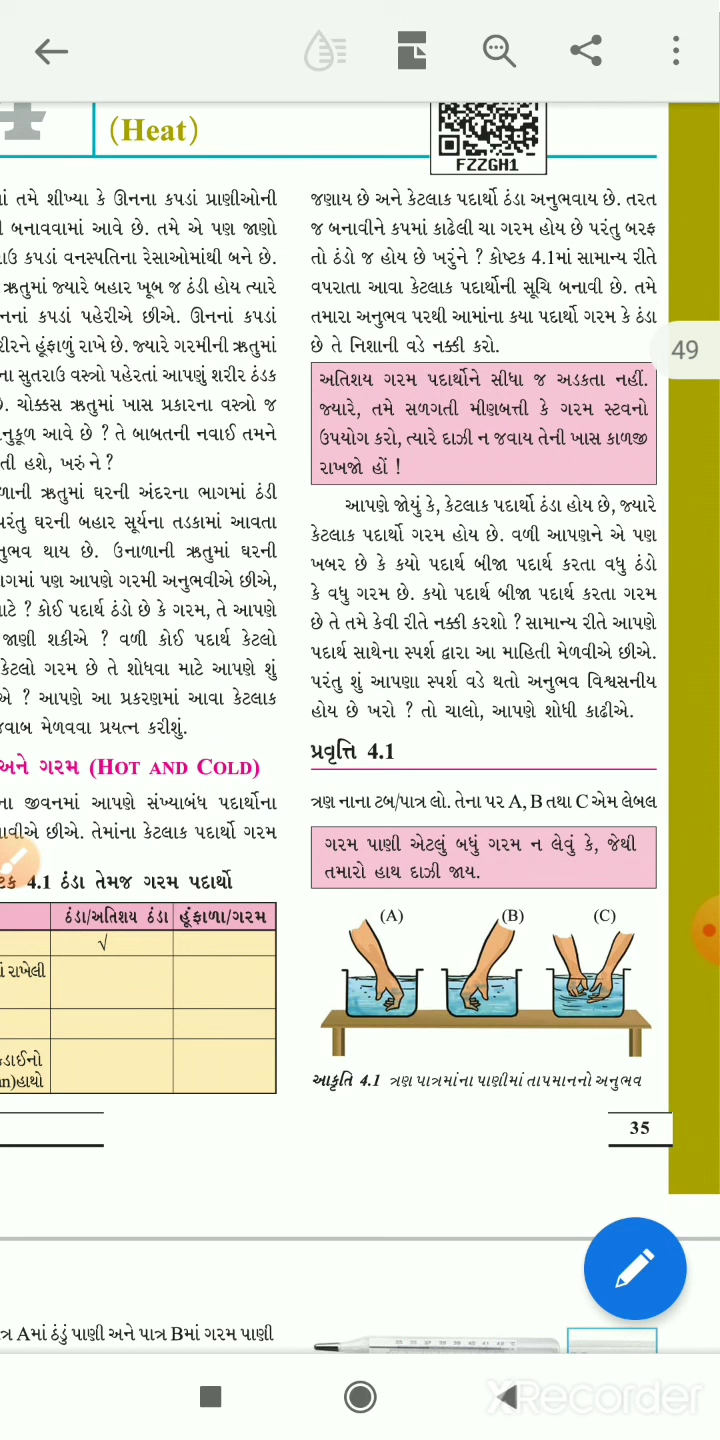 (Heat)
FZZGH1
માં તમે શીખ્યા કે ઊનના કપડાં પ્રાણીઓની
બનાવવામાં આવે છે. તમે એ પણ જાણો
કપડાં વનસ્પતિના રેસાઓમાંથી બને છે.
ઋતુમાં જ્યારે બહાર ખૂબ જ ઠંડી હોય ત્યારે
કપડાં પહેરીએ છીએ. ઊનનાં કપડાં
હૂંફાળું રાખે છે. જ્યારે ગરમીની ઋતુમાં
ના સુતરાઉ વસ્ત્રો પહેરતાં આપણું શરીર ઠંડક
છે. ચોક્કસ ઋતુમાં ખાસ પ્રકારના વસ્ત્રો જ
આવે છે ? તે બાબતની નવાઈ તમને
હશે, ખરું ને ?
ઋતુમાં ઘરની અંદરના ભાગમાં ઠંડી
પરંતુ ઘરની બહાર સૂર્યના તડકામાં આવતા
થાય છે. ઉનાળાની ઋતુમાં ઘરની
પણ આપણે ગરમી અનુભવીએ છીએ,
માટે ? કોઈ પદાર્થ ઠંડો છે કે ગરમ, તે આપણે
જાણી શકીએ ? વળી કોઈ પદાર્થ કેટલો
કેટલો ગરમ છે તે શોધવા માટે આપણે શું
? આપણે આ પ્રકરણમાં આવા કેટલાક
જવાબ મેળવવા પ્રયત્ન કરીશું.
અને ગરમ (HOT AND COLD)
ના જીવનમાં આપણે સંખ્યાબંધ પદાર્થોના
છીએ. તેમાંના કેટલાક પદાર્થો ગરમ
4.1 ઠંડા તેમજ ગરમ પદાર્થો
ઠંડા/અતિશય ઠંડા હૂંફાળા/ગરમ
√
રાખેલી
હાથો
જણાય છે અને કેટલાક પદાર્થો ઠંડા અનુભવાય છે. તરત
જ બનાવીને કપમાં કાઢેલી ચા ગરમ હોય છે પરંતુ બરફ
તો ઠંડો જ હોય છે ખરુંને ? કોષ્ટક 4.1માં સામાન્ય રીતે
વપરાતા આવા કેટલાક પદાર્થોની સૂચિ બનાવી છે. તમે
તમારા અનુભવ પરથી આમાંના કયા પદાર્થો ગરમ કે ઠંડા
છે તે નિશાની વડે નક્કી કરો.
49
અતિશય ગરમ પદાર્થોને સીધા જ અડકતા નહીં.
જ્યારે, તમે સળગતી મીણબત્તી કે ગરમ સ્ટવનો
ઉપયોગ કરો, ત્યારે દાઝી ન જવાય તેની ખાસ કાળજી
રાખજો હોં !
આપણે જોયું કે, કેટલાક પદાર્થો ઠંડા હોય છે, જ્યારે
કેટલાક પદાર્થો ગરમ હોય છે. વળી આપણને એ પણ
ખબર છે કે કયો પદાર્થ બીજા પદાર્થ કરતા વધુ ઠંડો
કે વધુ ગરમ છે. કયો પદાર્થ બીજા પદાર્થ કરતા ગરમ
છે તે તમે કેવી રીતે નક્કી કરશો ? સામાન્ય રીતે આપણે
પદાર્થ સાથેના સ્પર્શ દ્વારા આ માહિતી મેળવીએ છીએ.
પરંતુ શું આપણા સ્પર્શ વડે થતો અનુભવ વિશ્વસનીય
હોય છે ખરો ? તો ચાલો, આપણે શોધી કાઢીએ.
પ્રવૃત્તિ 4.1
ત્રણ નાના ટબ/પાત્ર લો. તેના પર A, B તથા C એમ લેબલ
ગરમ પાણી એટલું બધું ગરમ ન લેવું કે, જેથી
તમારો હાથ દાઝી જાય.
(A) (B) (C)
આકૃતિ 4.1 ત્રણ પાત્રમાંના પાણીમાં તાપમાનનો અનુભવ
35
Aમાં ઠંડું પાણી અને પાત્ર Bમાં ગરમ પાણી
XRecorder